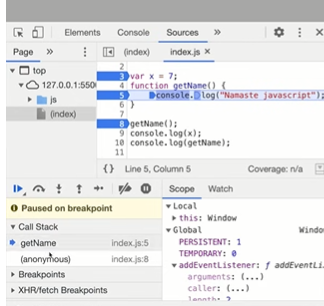 Elements Console Sources »
Page » (index) index.js ×
top
127.0.0.1:550
js
(index)
2
3 var x = 7;
4 function getName() {
5 console.log("Namaste javascript");
6 }
7
8 getName();
9 console.log(x);
10 console.log(getName);
11
{} Line 5, Column 5 Coverage: n/a
Paused on breakpoint
Call Stack
getName index.js:5
(anonymous) index.js:8
Breakpoints
XHR/fetch Breakpoints
Scope Watch
Local
this: Window
Global Windo
PERSISTENT: 1
TEMPORARY: 0
addEventListener: ƒ addEventLi
arguments: (...)
caller: (...)
length: 2